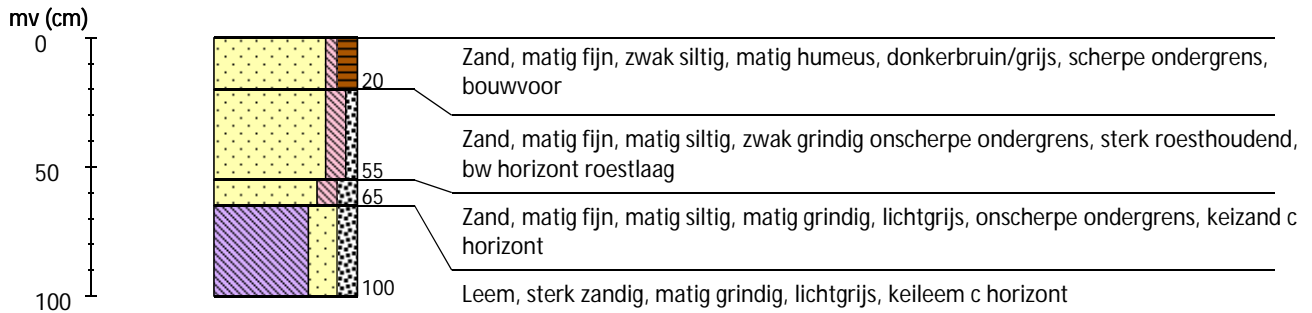 mv (cm)
0
Zand, matig fijn, zwak siltig, matig humeus, donkerbruin/grijs, scherpe ondergrens,
bouwvoor
20
Zand, matig fijn, matig siltig, zwak grindig onscherpe ondergrens, sterk roesthoudend,
bw horizont roestlaag
50
55
65
Zand, matig fijn, matig siltig, matig grindig, lichtgrijs, onscherpe ondergrens, keizand c
horizont
100
100
Leem, sterk zandig, matig grindig, lichtgrijs, keileem c horizont